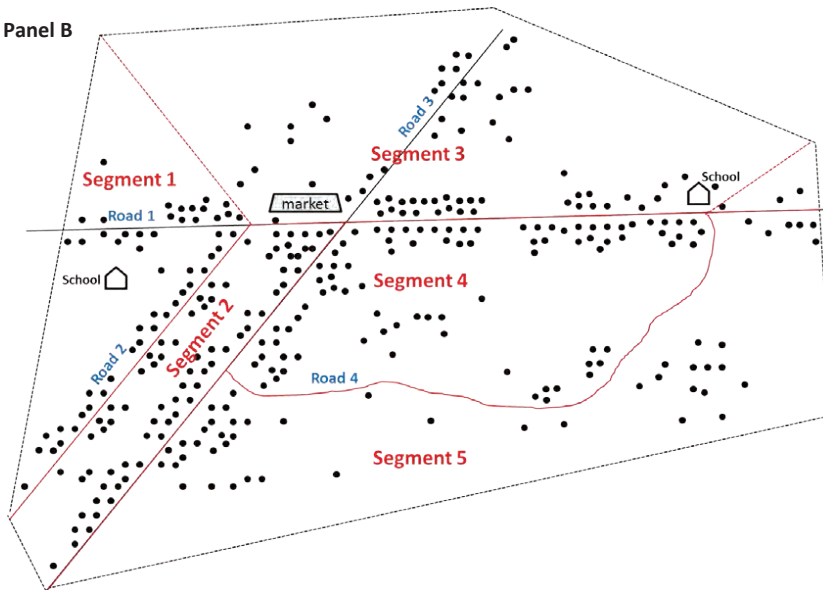 Panel B
Road 3
Segment 3
Segment 1
School
market
Road 1
School
Segment 4
Segment 2
Road 2
Road 4
Segment 5